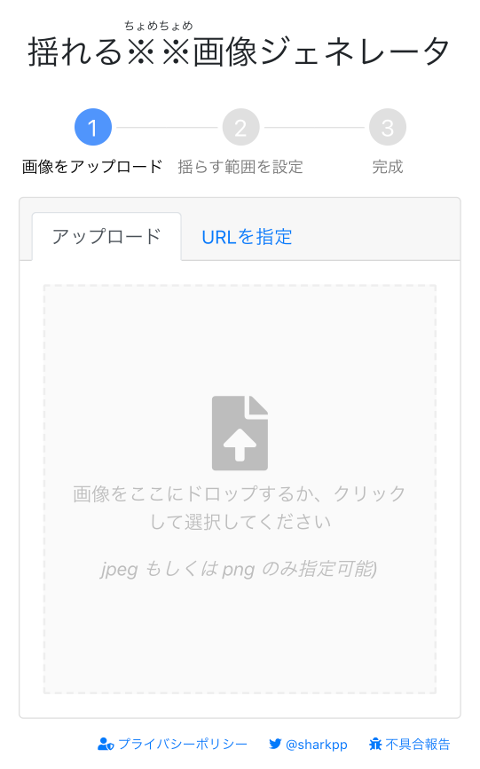 ちょめちょめ
揺れる※※画像ジェネレータ
1 2 3
画像をアップロード 揺らす範囲を設定 完成
アップロード URLを指定
画像をここにドロップするか、クリック
して選択してください
jpeg もしくは png のみ指定可能)
プライバシーポリシー @sharkpp 不具合報告